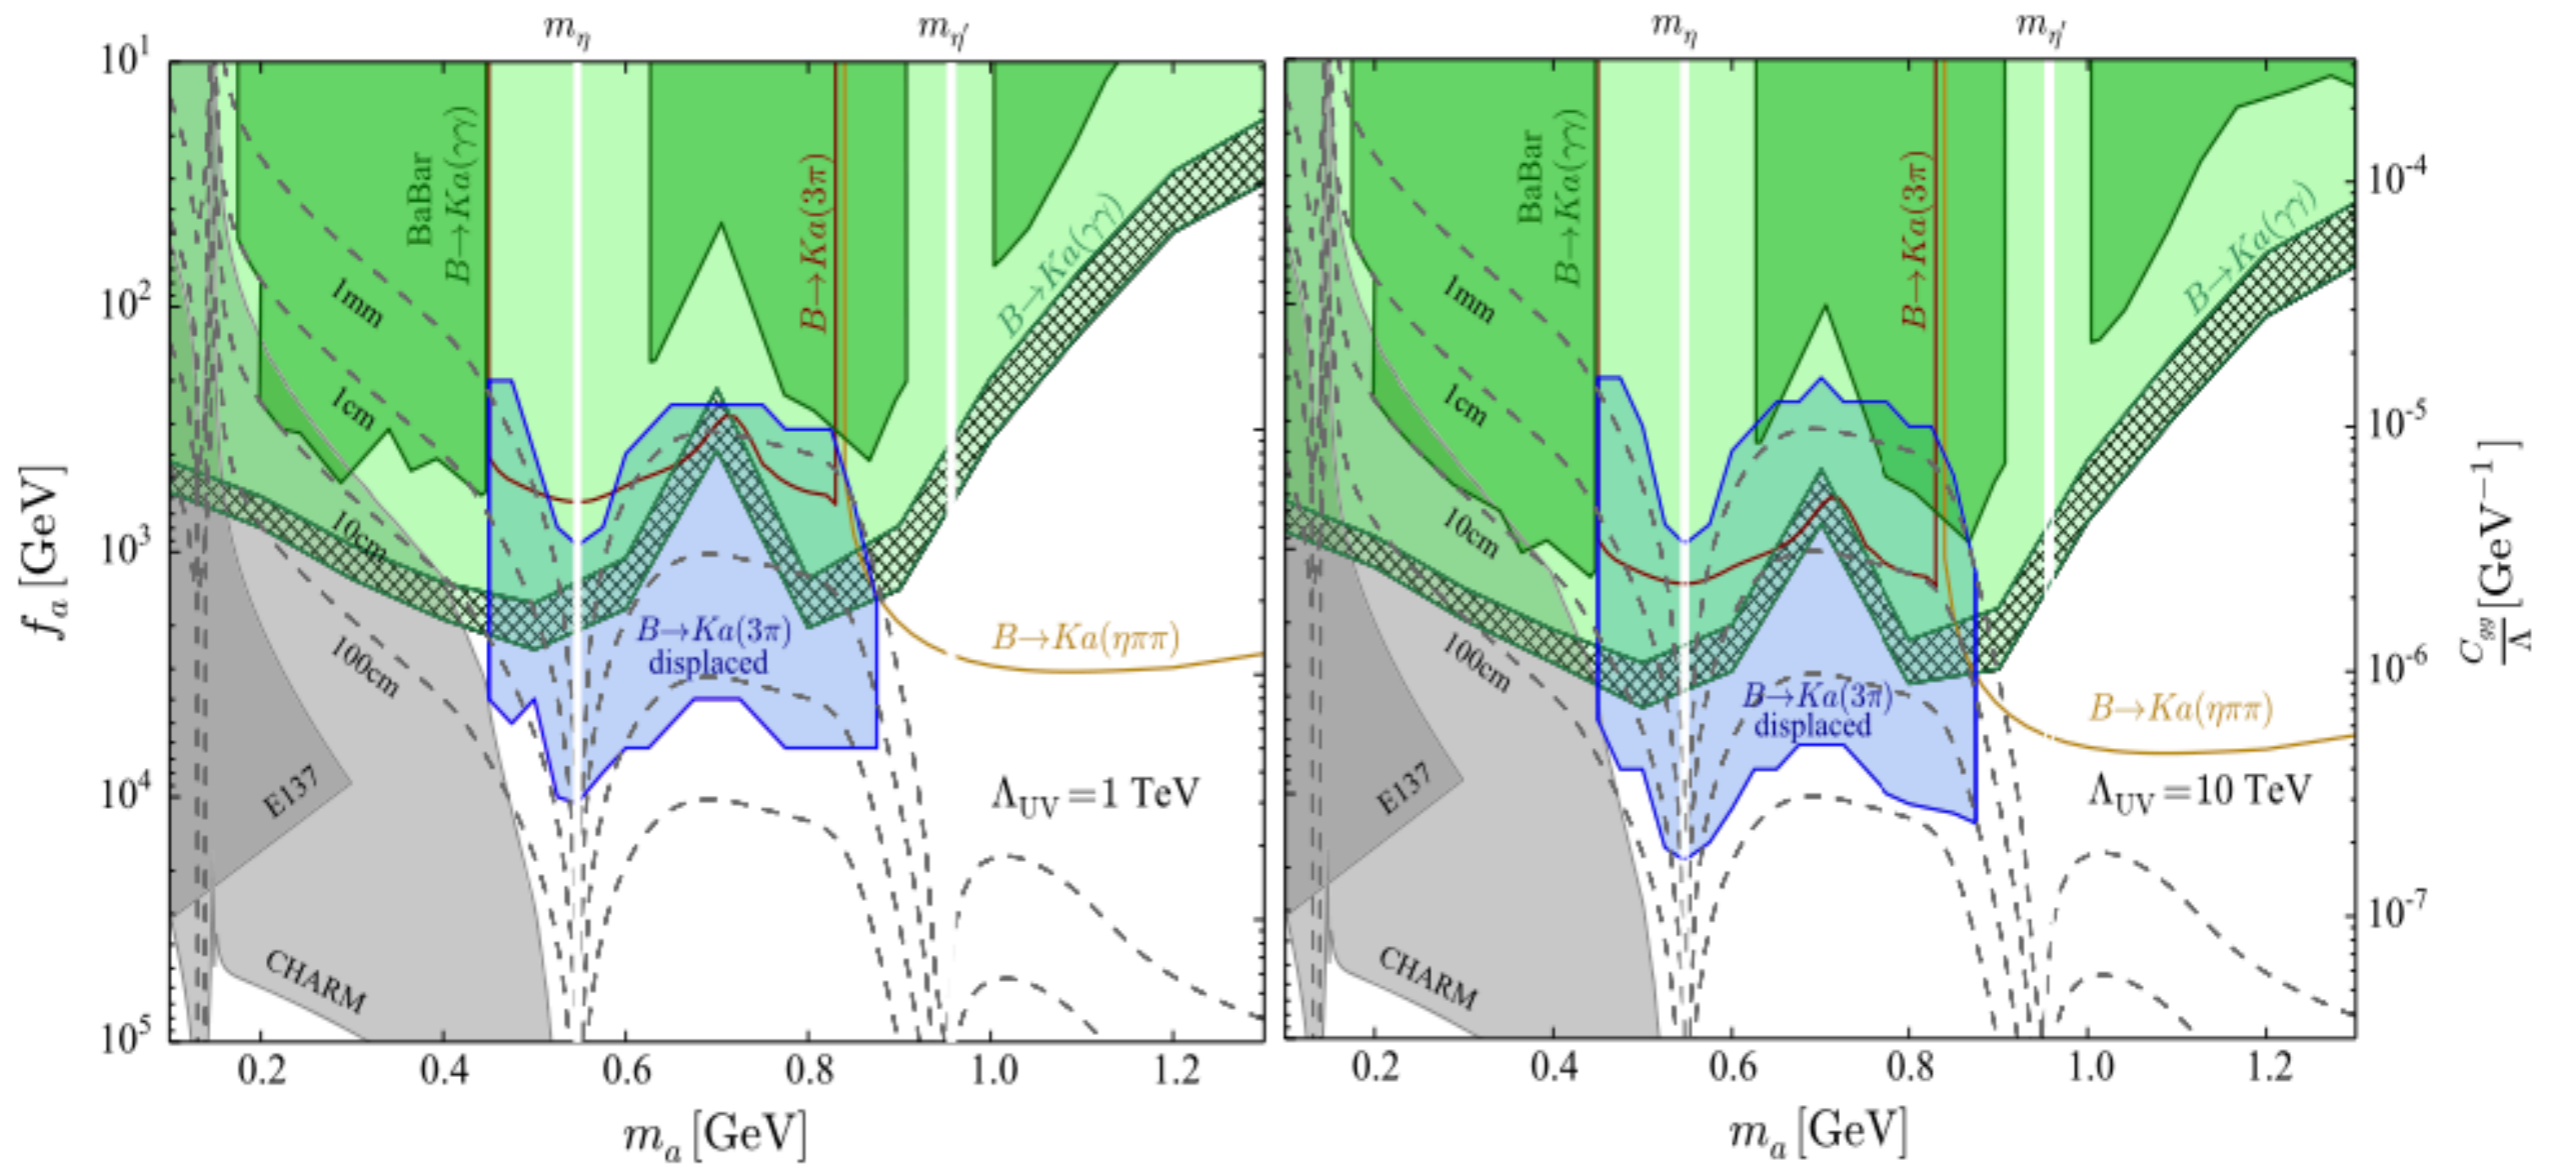 m_η m_η′
10^1
10^2
10^3
10^4
10^5
f_a [GeV]
BaBar
B→Ka(γγ)
B→Ka(3π)
B→Ka(γγ)
1mm
1cm
10cm
100cm
B→Ka(3π)
displaced
B→Ka(ηππ)
E137
CHARM
Λ_UV=1 TeV
0.2 0.4 0.6 0.8 1.0 1.2
m_a [GeV]
m_η m_η′
BaBar
B→Ka(γγ)
B→Ka(3π)
B→Ka(γγ)
1mm
1cm
10cm
100cm
B→Ka(3π)
displaced
B→Ka(ηππ)
E137
CHARM
Λ_UV=10 TeV
10^-4
10^-5
10^-6
10^-7
C_gg/Λ [GeV^−1]
0.2 0.4 0.6 0.8 1.0 1.2
m_a [GeV]